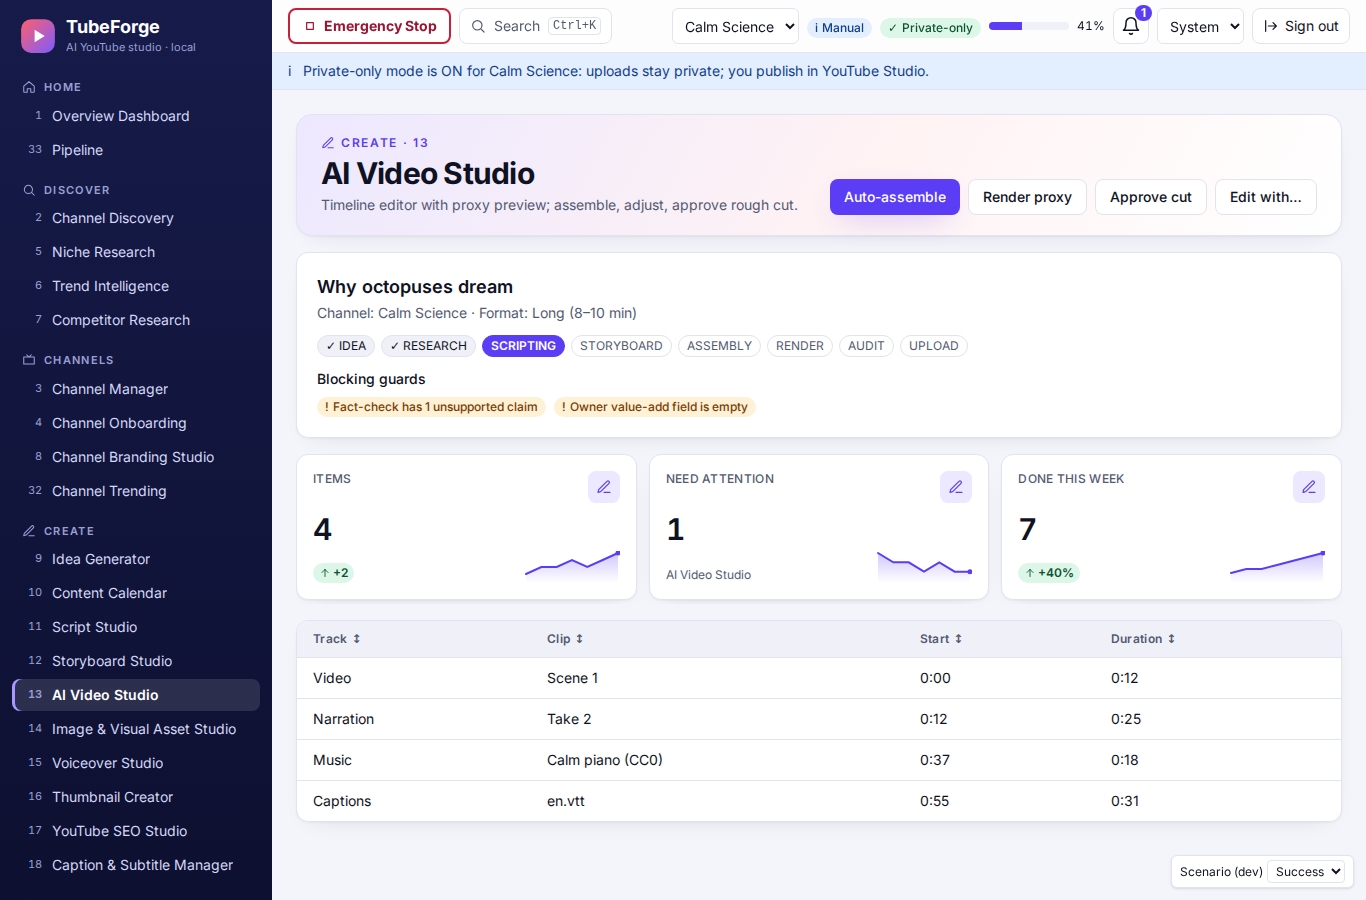 TubeForge
AI YouTube studio · local
HOME
1 Overview Dashboard
33 Pipeline
DISCOVER
2 Channel Discovery
5 Niche Research
6 Trend Intelligence
7 Competitor Research
CHANNELS
3 Channel Manager
4 Channel Onboarding
8 Channel Branding Studio
32 Channel Trending
CREATE
9 Idea Generator
10 Content Calendar
11 Script Studio
12 Storyboard Studio
13 AI Video Studio
14 Image & Visual Asset Studio
15 Voiceover Studio
16 Thumbnail Creator
17 YouTube SEO Studio
18 Caption & Subtitle Manager
Emergency Stop Search Ctrl+K Calm Science i Manual ✓ Private-only 41% 1 System Sign out
i Private-only mode is ON for Calm Science: uploads stay private; you publish in YouTube Studio.
CREATE · 13
AI Video Studio
Timeline editor with proxy preview; assemble, adjust, approve rough cut.
Auto-assemble Render proxy Approve cut Edit with...
Why octopuses dream
Channel: Calm Science · Format: Long (8–10 min)
✓ IDEA ✓ RESEARCH SCRIPTING STORYBOARD ASSEMBLY RENDER AUDIT UPLOAD
Blocking guards
! Fact-check has 1 unsupported claim ! Owner value-add field is empty
ITEMS
4
↑ +2
NEED ATTENTION
1
AI Video Studio
DONE THIS WEEK
7
↑ +40%
Track ↕ Clip ↕ Start ↕ Duration ↕
Video Scene 1 0:00 0:12
Narration Take 2 0:12 0:25
Music Calm piano (CC0) 0:37 0:18
Captions en.vtt 0:55 0:31
Scenario (dev) Success